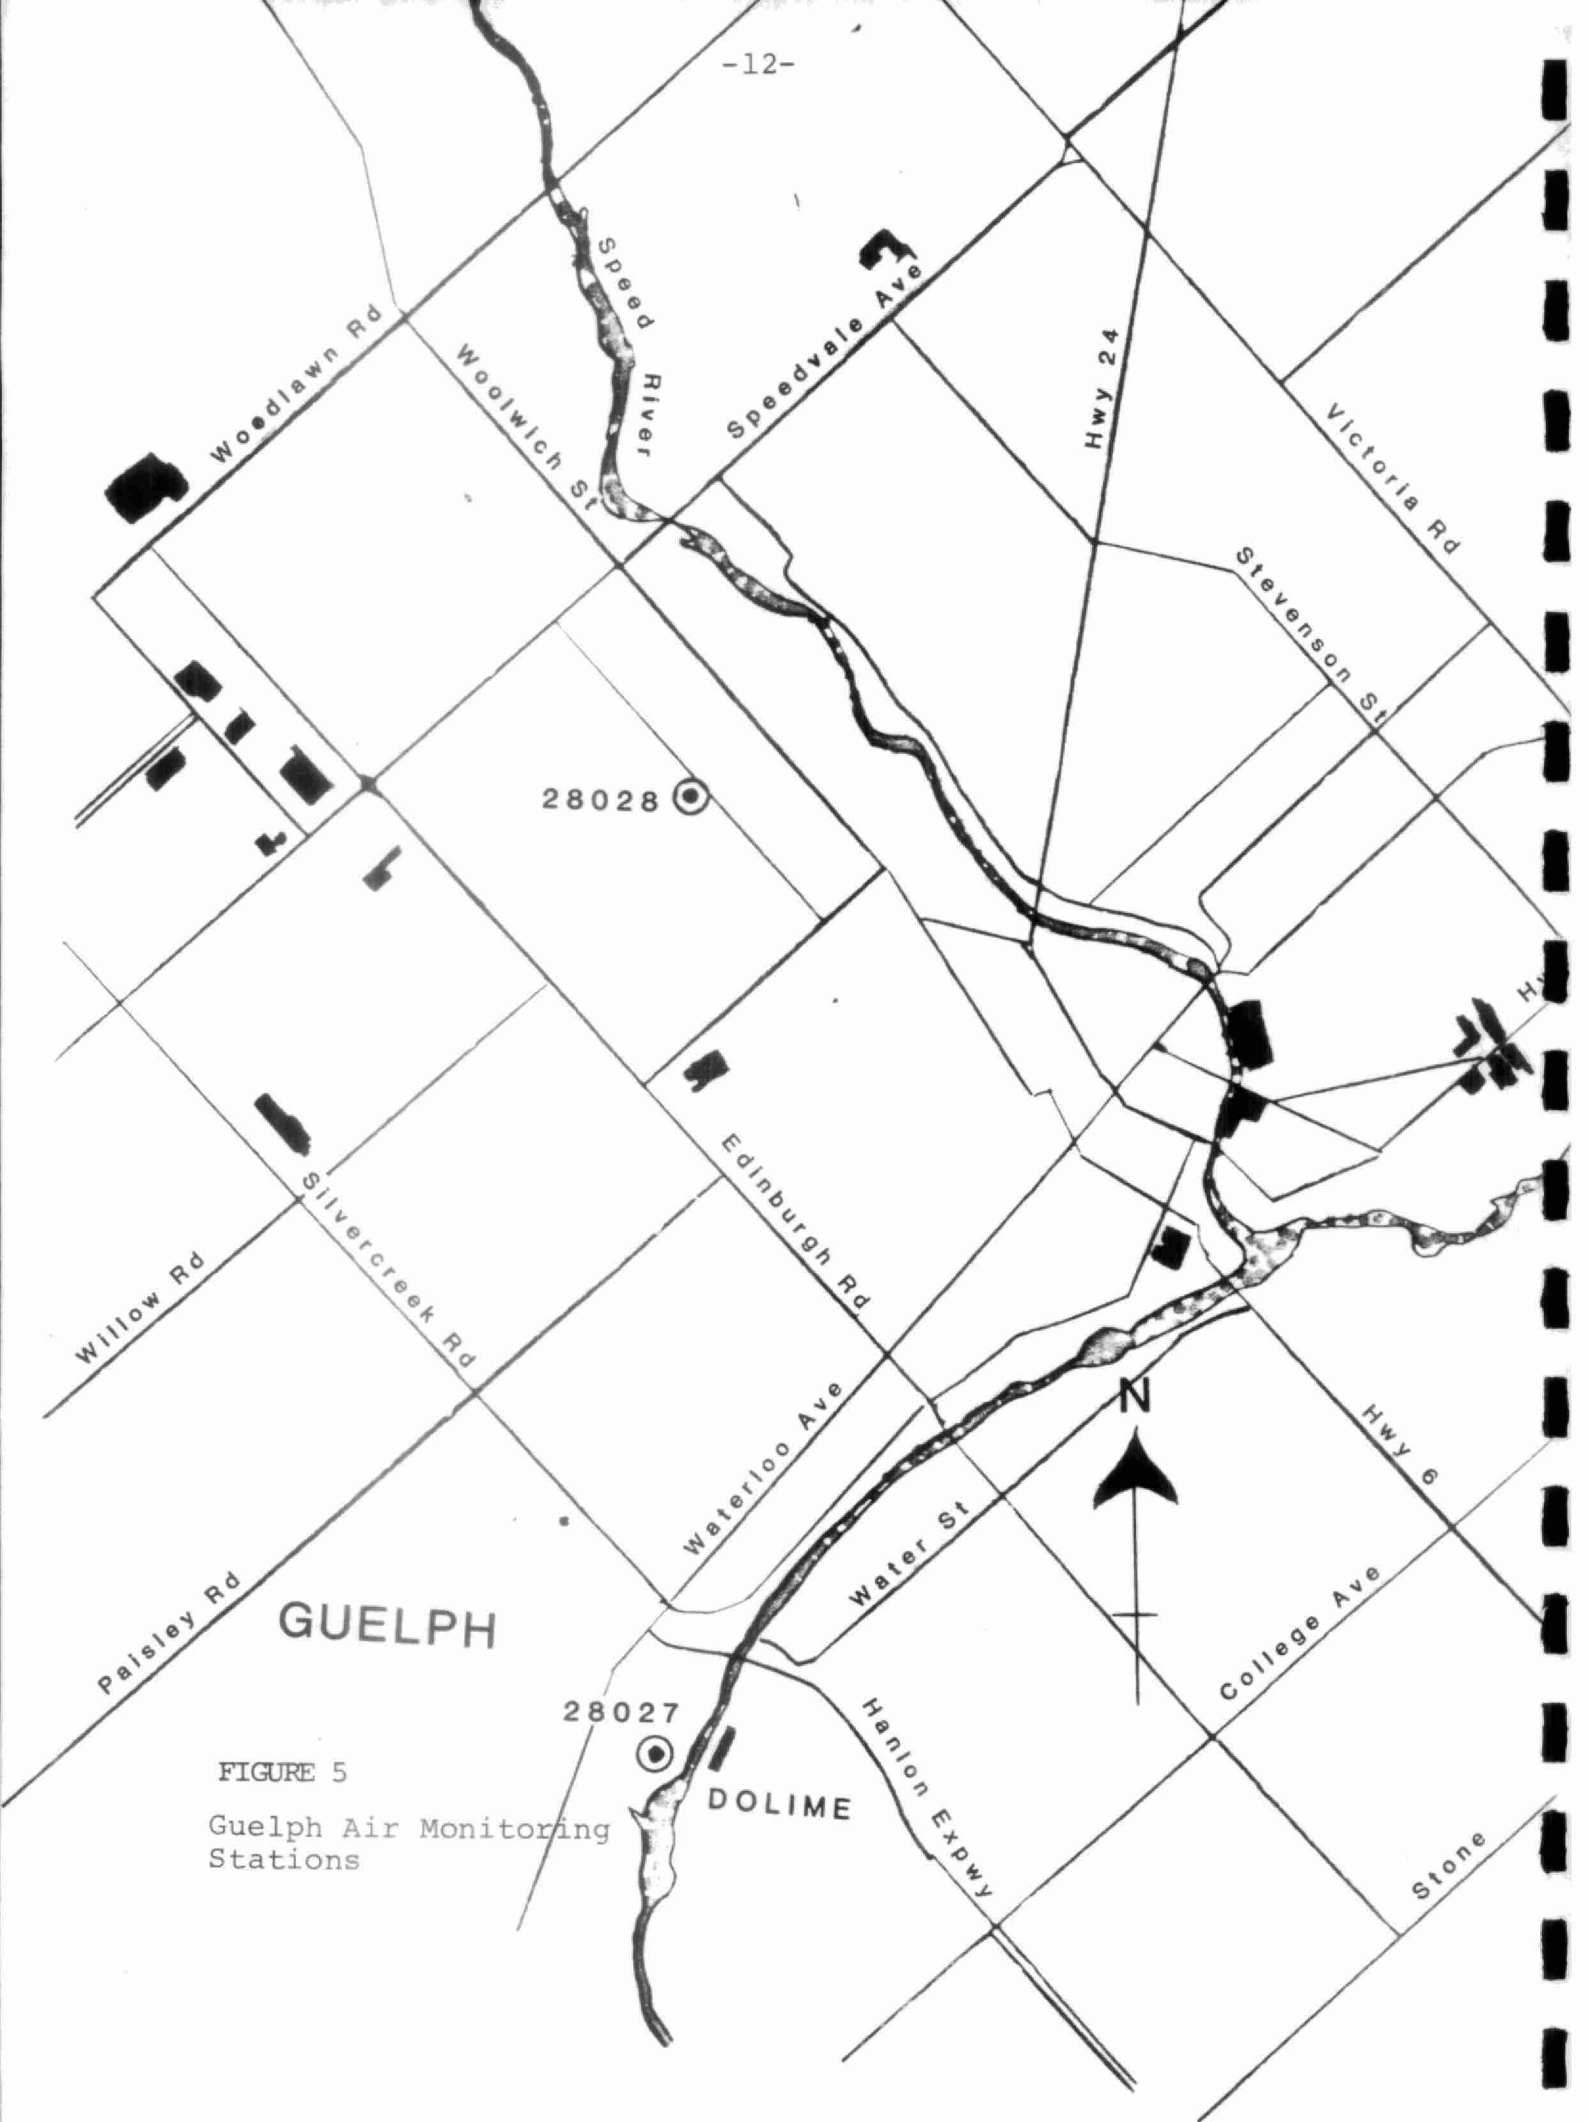 -12-
Speed River
Woodlawn Rd
Woolwich St
Speedvale Ave
Hwy 24
Victoria Rd
Stevenson St
28028
Edinburgh Rd
Silvercreek Rd
Willow Rd
Waterloo Ave
N
Hwy 6
Water St
College Ave
Paisley Rd
GUELPH
28027
Hanlon Expwy
DOLIME
Stone
FIGURE 5
Guelph Air Monitoring
Stations